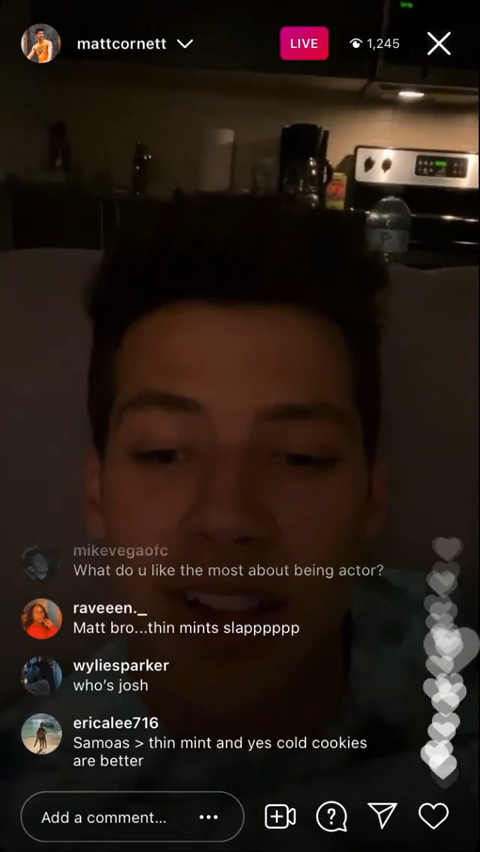 mattcornett
LIVE
1,245
mikevegaofc
What do u like the most about being actor?
raveeen._
Matt bro...thin mints slapppppp
wyliesparker
who's josh
ericalee716
Samoas > thin mint and yes cold cookies
are better
Add a comment...